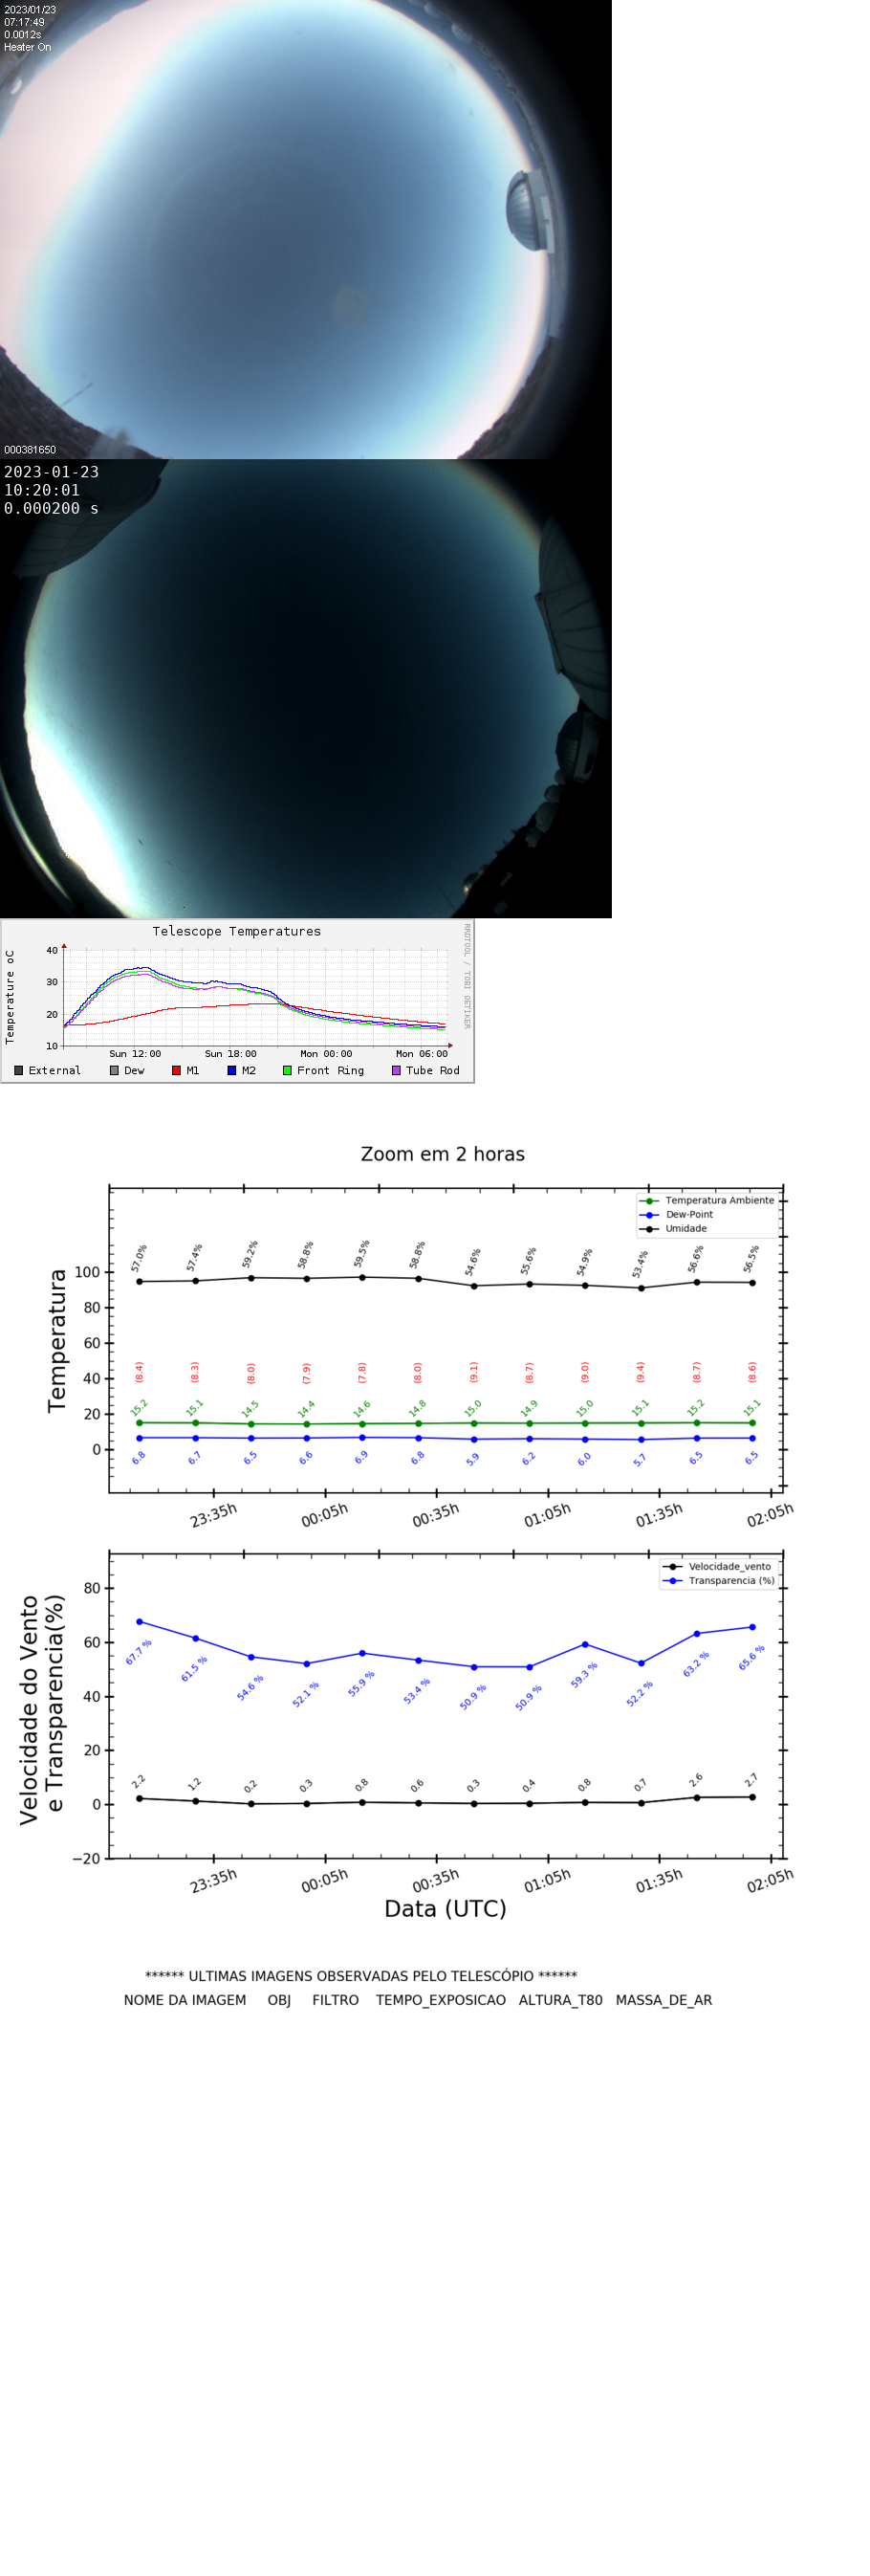 2023/01/23
07:17:49
0.0012s
Heater On
000381650
2023-01-23
10:20:01
0.000200 s
Telescope Temperatures
RRDTOOL / TOBI OETIKER
Temperature oC
40
30
20
10
Sun 12:00 Sun 18:00 Mon 00:00 Mon 06:00
External Dew M1 M2 Front Ring Tube Rod
Zoom em 2 horas
Temperatura Ambiente
Dew-Point
Umidade
57.0% 57.4% 59.2% 58.8% 59.5% 58.8% 54.6% 55.6% 54.9% 53.4% 56.6% 56.5%
Temperatura
100
80
60
40
20
0
(8.4) (8.3) (8.0) (7.9) (7.8) (8.0) (9.1) (8.7) (9.0) (9.4) (8.7) (8.6)
15.2 15.1 14.5 14.4 14.6 14.8 15.0 14.9 15.0 15.1 15.2 15.1
6.8 6.7 6.5 6.6 6.9 6.8 5.9 6.2 6.0 5.7 6.5 6.5
23:35h 00:05h 00:35h 01:05h 01:35h 02:05h
Velocidade_vento
Transparencia (%)
Velocidade do Vento
e Transparencia(%)
80
60
40
20
0
−20
67.7 % 61.5 % 54.6 % 52.1 % 55.9 % 53.4 % 50.9 % 50.9 % 59.3 % 52.2 % 63.2 % 65.6 %
2.2 1.2 0.2 0.3 0.8 0.6 0.3 0.4 0.8 0.7 2.6 2.7
23:35h 00:05h 00:35h 01:05h 01:35h 02:05h
Data (UTC)
****** ULTIMAS IMAGENS OBSERVADAS PELO TELESCÓPIO ******
NOME DA IMAGEM OBJ FILTRO TEMPO_EXPOSICAO ALTURA_T80 MASSA_DE_AR